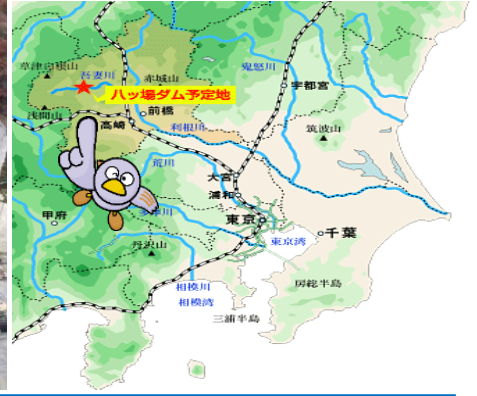 草津白根山
吾妻川
赤城山
鬼怒川
宇都宮
八ッ場ダム予定地
浅間山
前橋
高崎
利根川
筑波山
荒川
大宮
浦和
甲府
多摩川
東京
千葉
丹沢山
東京湾
相模川
房総半島
相模湾
三浦半島